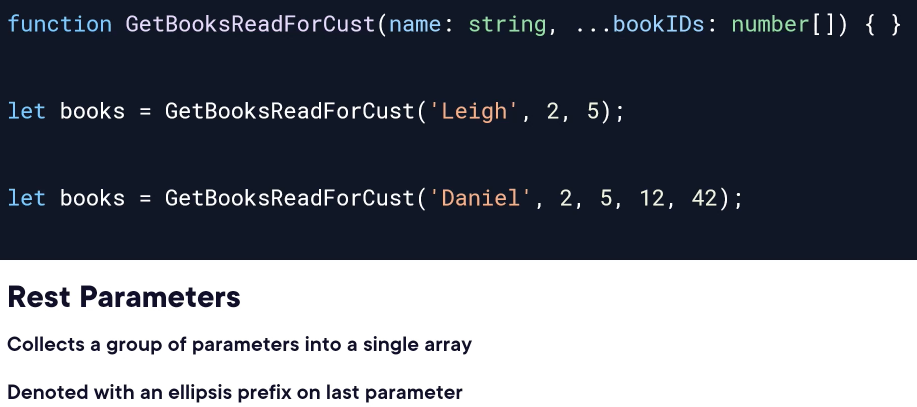 function GetBooksReadForCust(name: string, ...bookIDs: number[]) { }
let books = GetBooksReadForCust('Leigh', 2, 5);
let books = GetBooksReadForCust('Daniel', 2, 5, 12, 42);
Rest Parameters
Collects a group of parameters into a single array
Denoted with an ellipsis prefix on last parameter